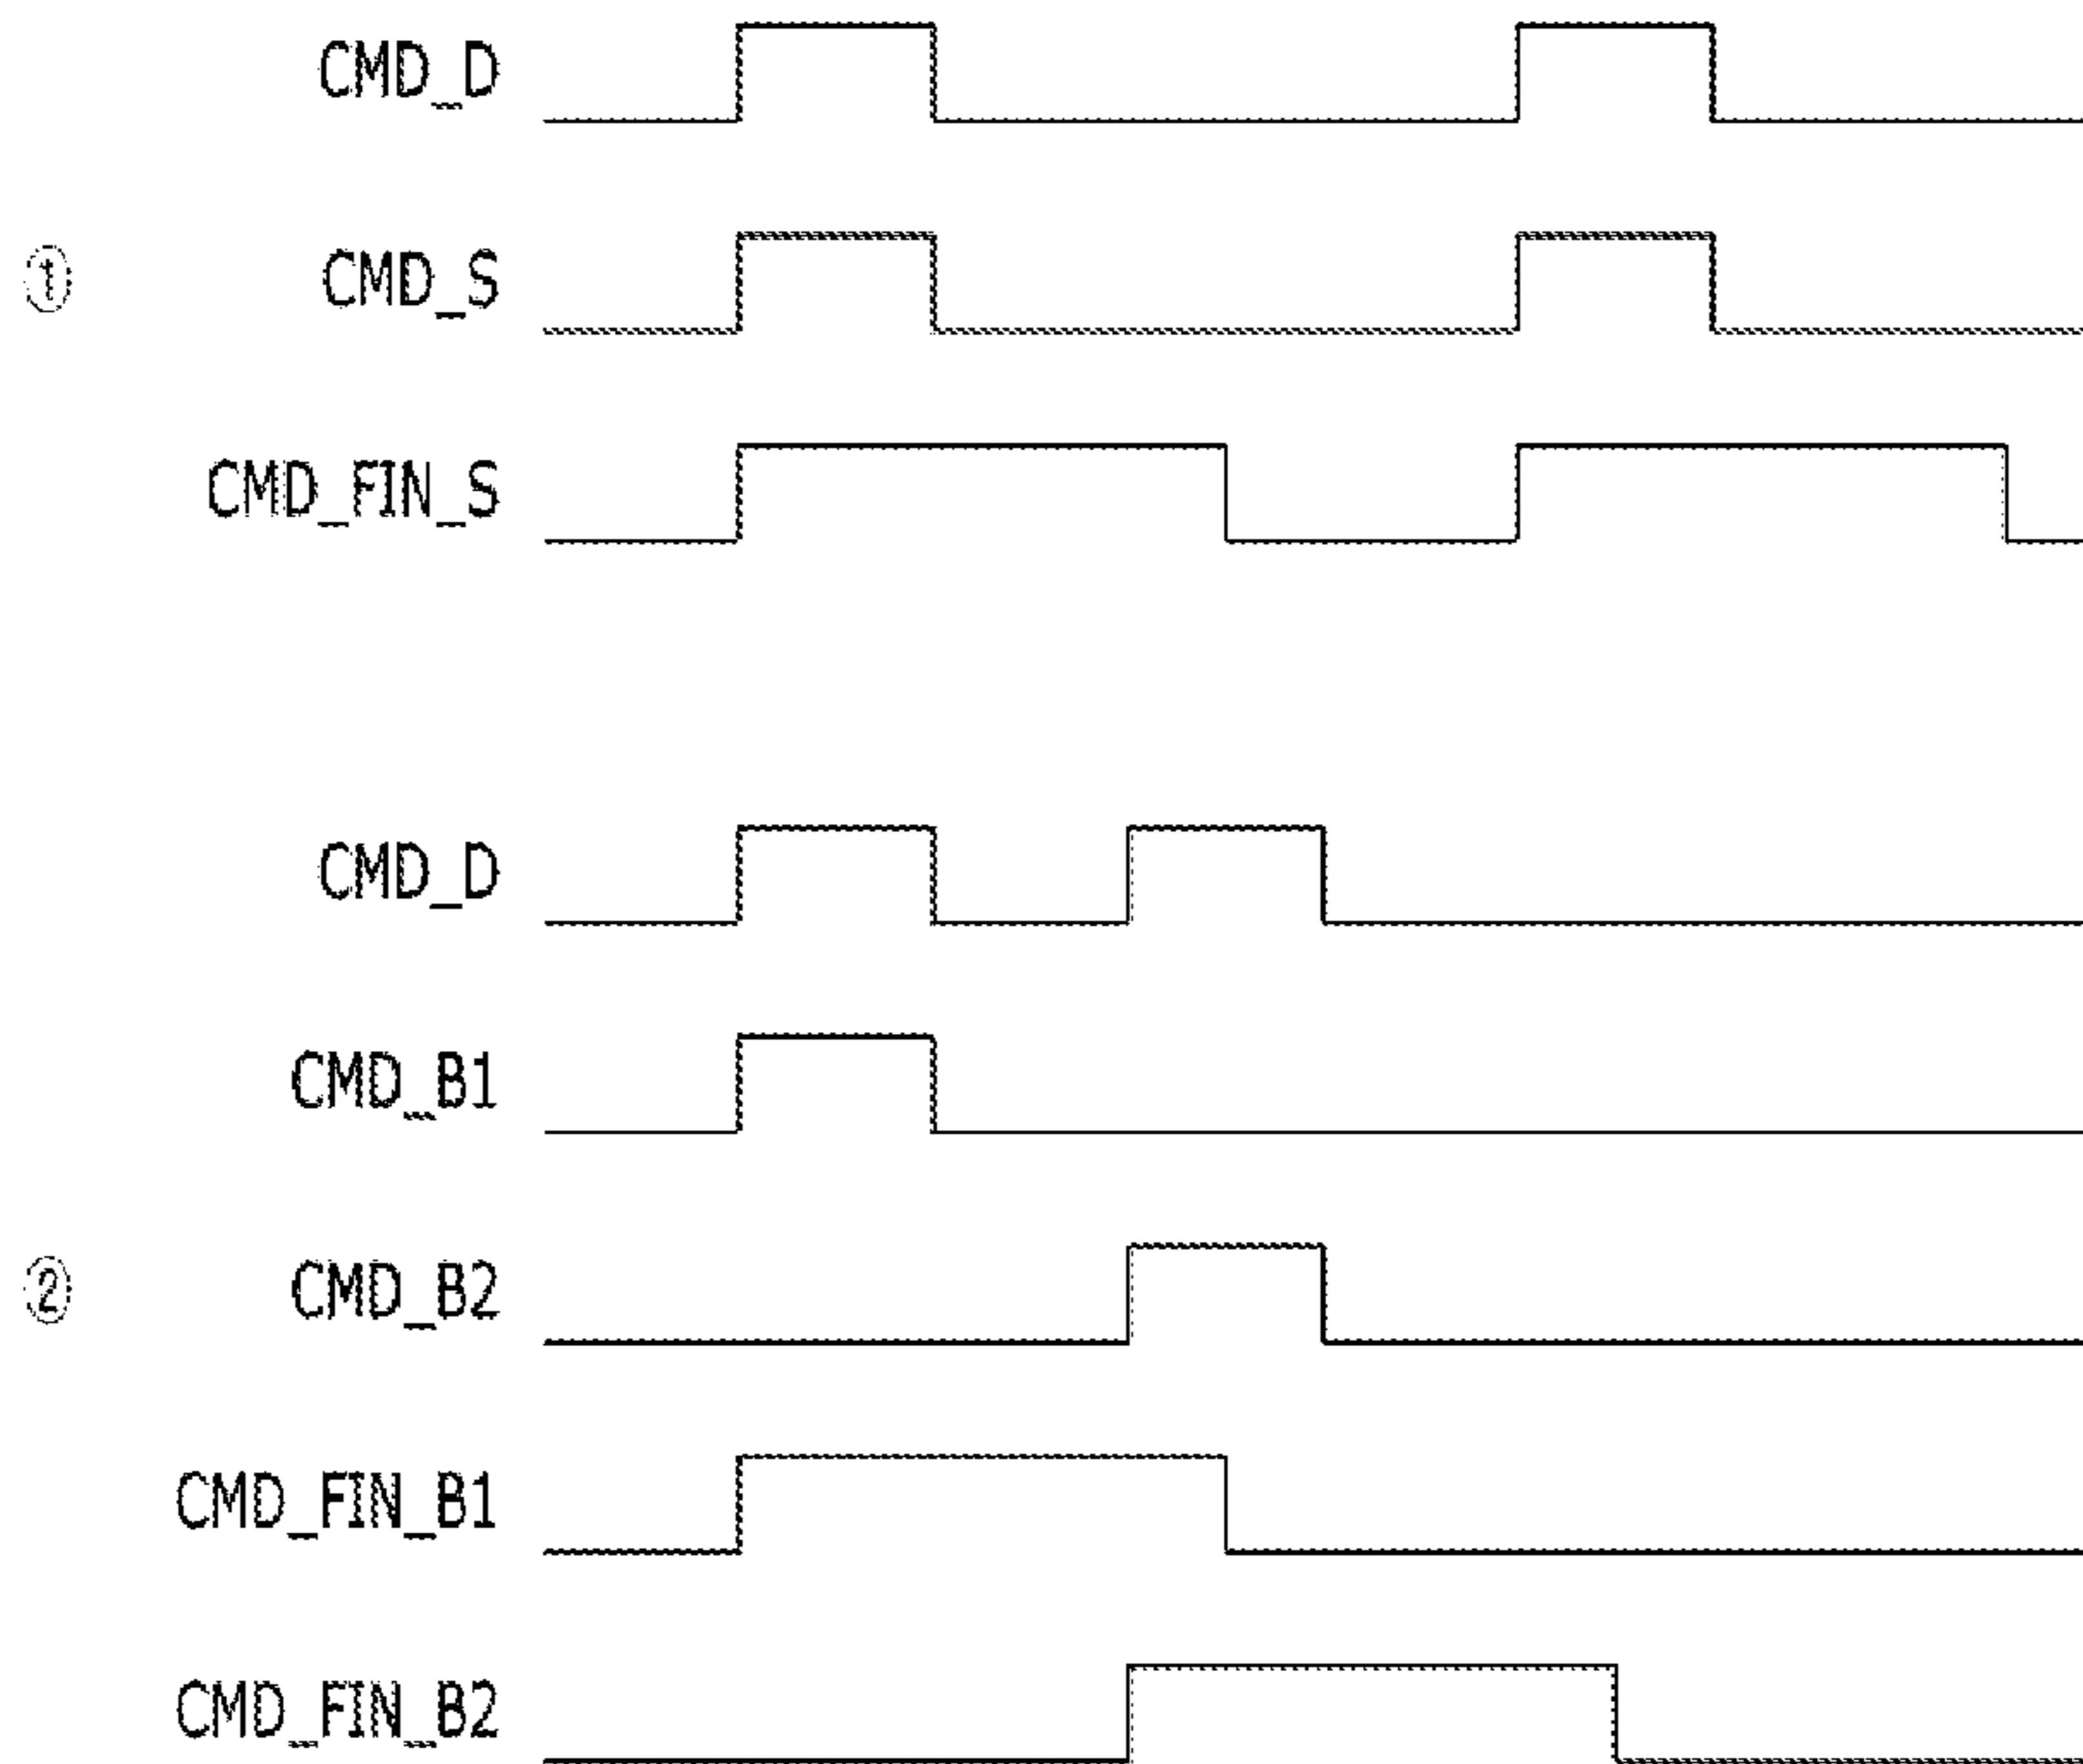 CMD_D
① CMD_S
CMD_FIN_S
CMD_D
CMD_B1
② CMD_B2
CMD_FIN_B1
CMD_FIN_B2